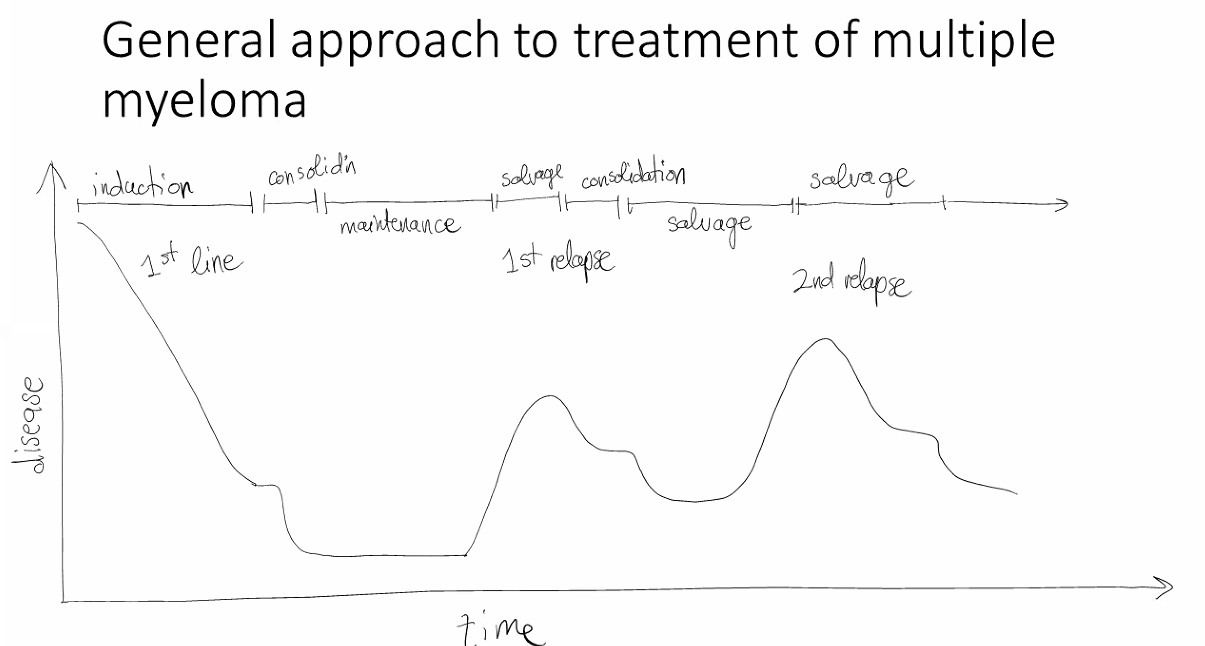 General approach to treatment of multiple
myeloma
induction
consolid'n
maintenance
salvage
consolidation
salvage
salvage
1st line
1st relapse
2nd relapse
disease
time